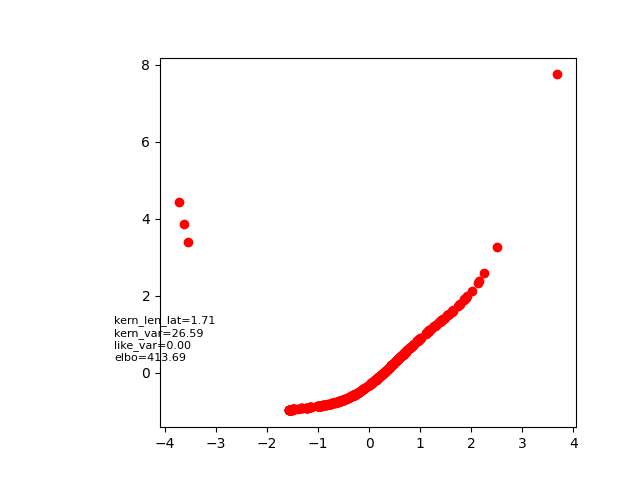 8
6
4
2
kern_len_lat=1.71
kern_var=26.59
like_var=0.00
elbo=413.69
0
−4 −3 −2 −1 0 1 2 3 4